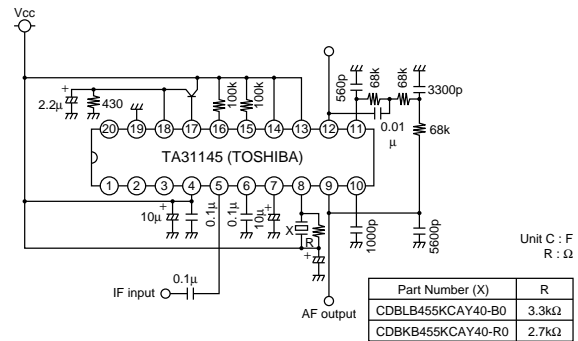 Vcc
2.2µ
+
430
100k
100k
560p
68k
68k
3300p
0.01
µ
68k
20 19 18 17 16 15 14 13 12 11
TA31145 (TOSHIBA)
1 2 3 4 5 6 7 8 9 10
+
10µ
0.1µ
0.1µ
10µ
+
X
R
+
1000p
5600p
Unit C : F
R : Ω
0.1µ
IF input
AF output
Part Number (X) R
CDBLB455KCAY40-B0 3.3kΩ
CDBKB455KCAY40-R0 2.7kΩ